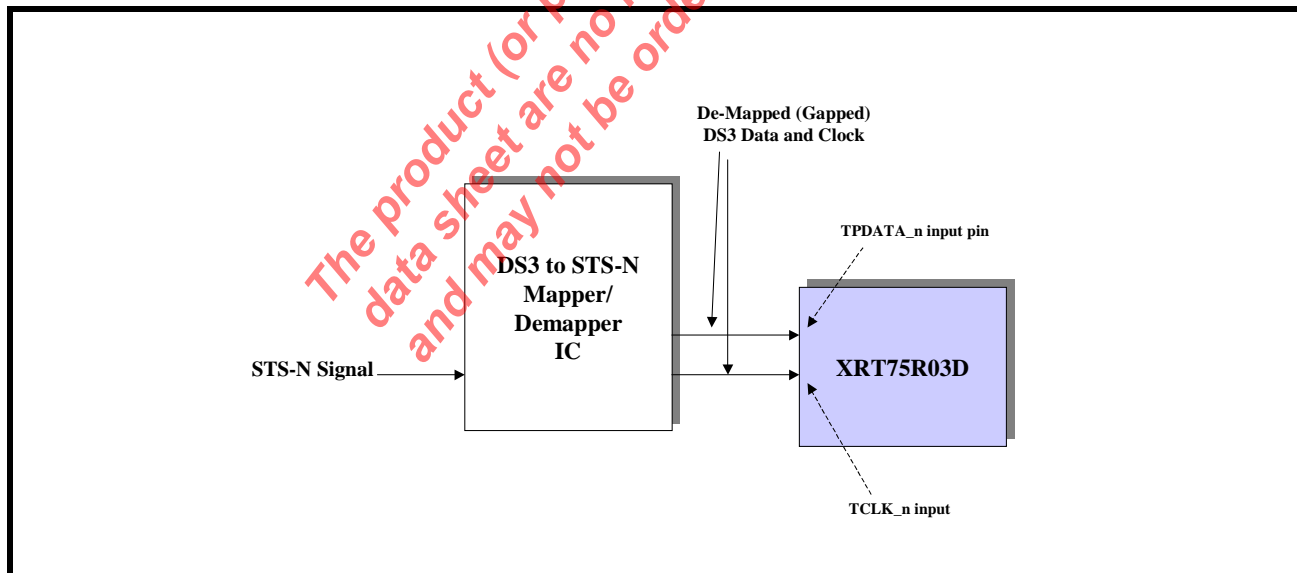 The product (or p
data sheet are no
and may not be orde
De-Mapped (Gapped)
DS3 Data and Clock
TPDATA_n input pin
DS3 to STS-N
Mapper/
Demapper
IC
XRT75R03D
STS-N Signal
TCLK_n input